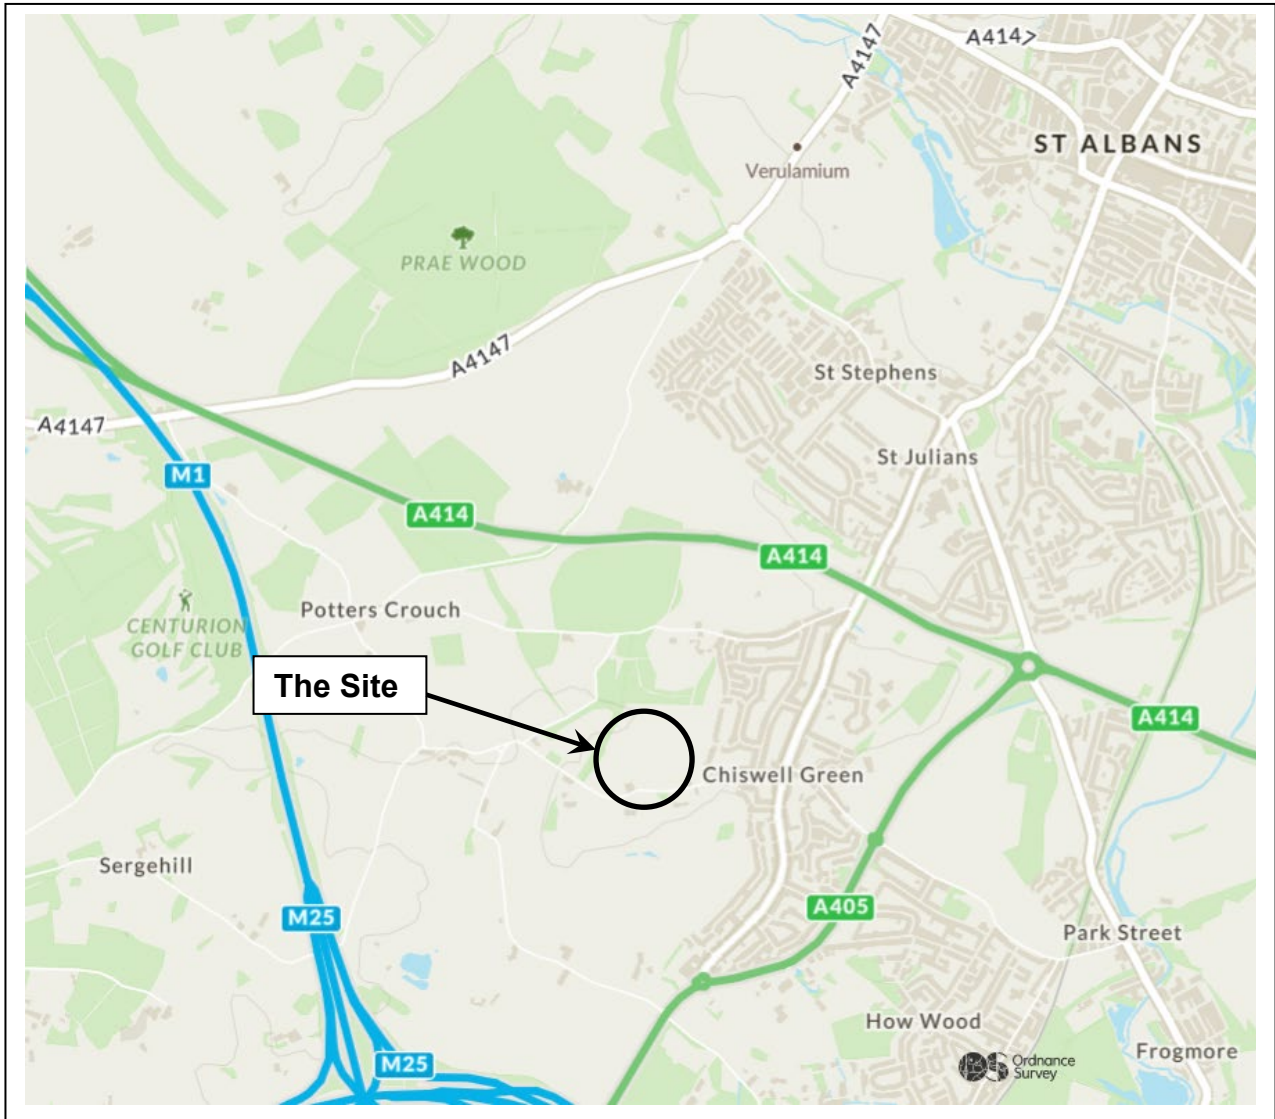 A414>
A4147
ST ALBANS
Verulamium
PRAE WOOD
A4147
St Stephens
A4147
St Julians
M1
A414
A414
Potters Crouch
CENTURION
GOLF CLUB
The Site
A414
Chiswell Green
Sergehill
A405
M25
Park Street
How Wood
Ordnance
Survey
Frogmore
M25